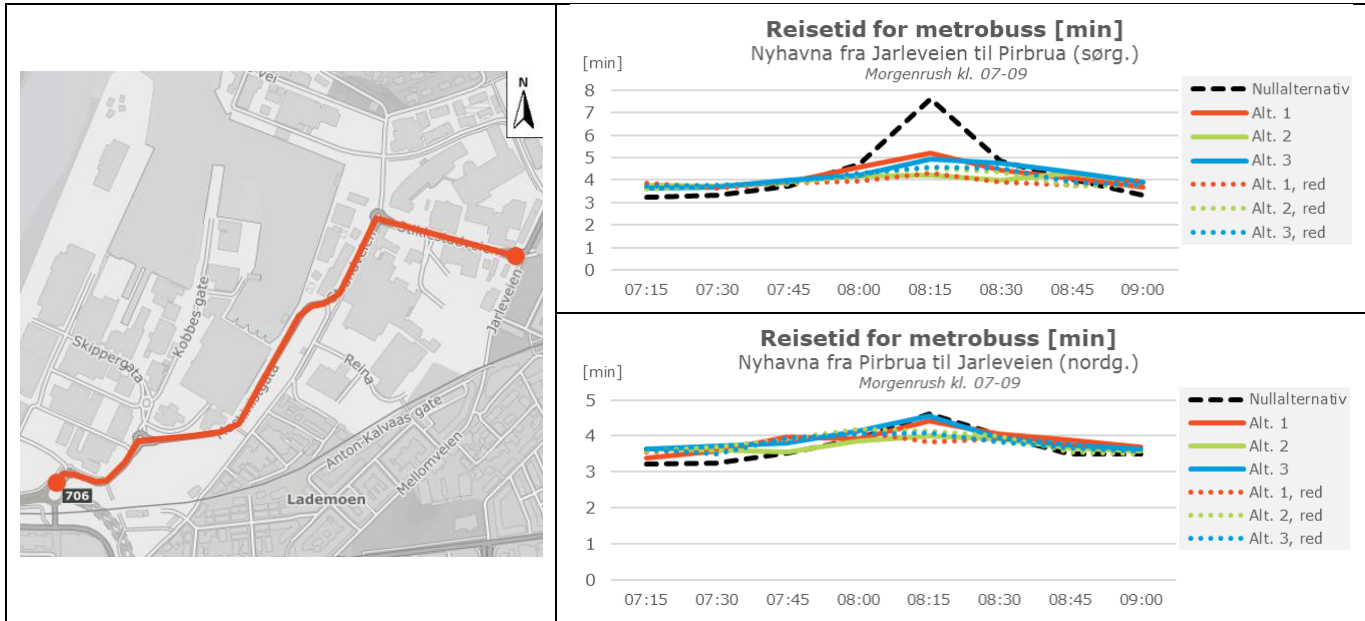 N
Stiklestadveien
Strandveien
Jarleveien
Kobbes gate
Skippergata
Reina
Anton Kalvaas gate
Mellomveien
Lademoen
706
Reisetid for metrobuss [min]
Nyhavna fra Jarleveien til Pirbrua (sørg.)
Morgenrush kl. 07-09
[min]
8
7
6
5
4
3
2
1
0
07:15 07:30 07:45 08:00 08:15 08:30 08:45 09:00
Nullalternativ
Alt. 1
Alt. 2
Alt. 3
Alt. 1, red
Alt. 2, red
Alt. 3, red
Reisetid for metrobuss [min]
Nyhavna fra Pirbrua til Jarleveien (nordg.)
Morgenrush kl. 07-09
[min]
5
4
3
2
1
0
07:15 07:30 07:45 08:00 08:15 08:30 08:45 09:00
Nullalternativ
Alt. 1
Alt. 2
Alt. 3
Alt. 1, red
Alt. 2, red
Alt. 3, red